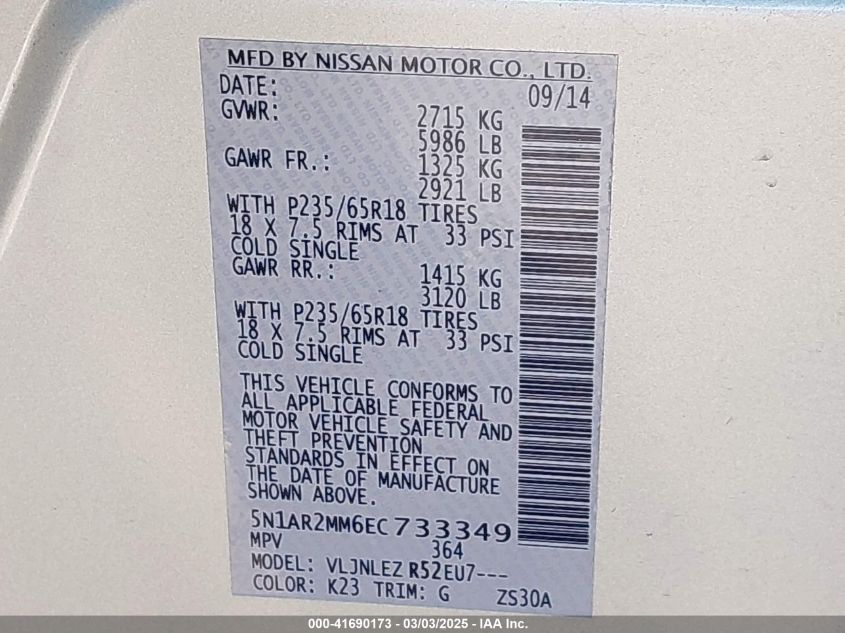 MFD BY NISSAN MOTOR CO., LTD.
DATE: 09/14
GVWR: 2715 KG
5986 LB
GAWR FR.: 1325 KG
2921 LB
WITH P235/65R18 TIRES
18 X 7.5 RIMS AT 33 PSI
COLD SINGLE
GAWR RR.: 1415 KG
3120 LB
WITH P235/65R18 TIRES
18 X 7.5 RIMS AT 33 PSI
COLD SINGLE
THIS VEHICLE CONFORMS TO
ALL APPLICABLE FEDERAL
MOTOR VEHICLE SAFETY AND
THEFT PREVENTION
STANDARDS IN EFFECT ON
THE DATE OF MANUFACTURE
SHOWN ABOVE.
5N1AR2MM6EC733349
MPV 364
MODEL: VLJNLEZ R52EU7---
COLOR: K23 TRIM: G ZS30A
000-41690173 - 03/03/2025 - IAA Inc.